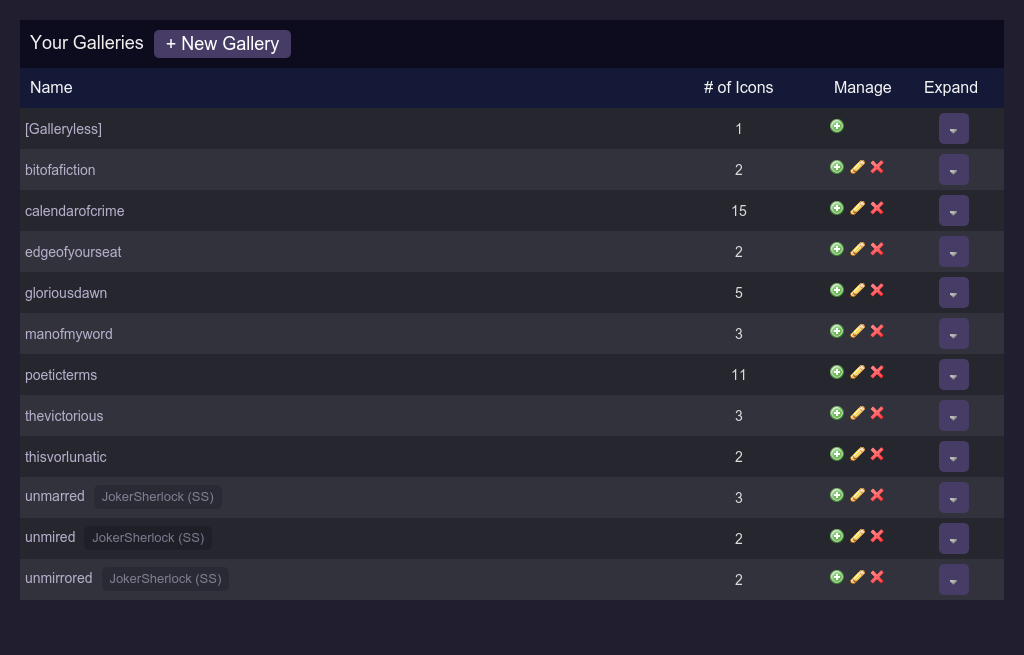 Your Galleries + New Gallery
Name # of Icons Manage Expand
[Galleryless] 1
bitofafiction 2
calendarofcrime 15
edgeofyourseat 2
gloriousdawn 5
manofmyword 3
poeticterms 11
thevictorious 3
thisvorlunatic 2
unmarred JokerSherlock (SS) 3
unmired JokerSherlock (SS) 2
unmirrored JokerSherlock (SS) 2